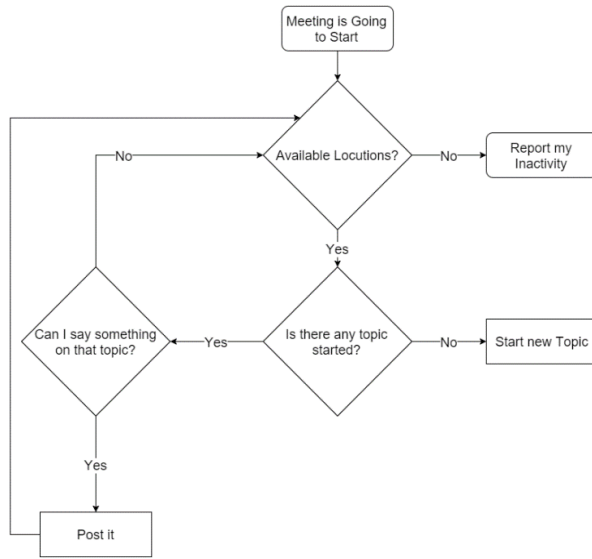 Meeting is Going
to Start
Available Locutions?
No
Report my
Inactivity
No
Yes
Can I say something
on that topic?
Yes
Is there any topic
started?
No
Start new Topic
Yes
Post it